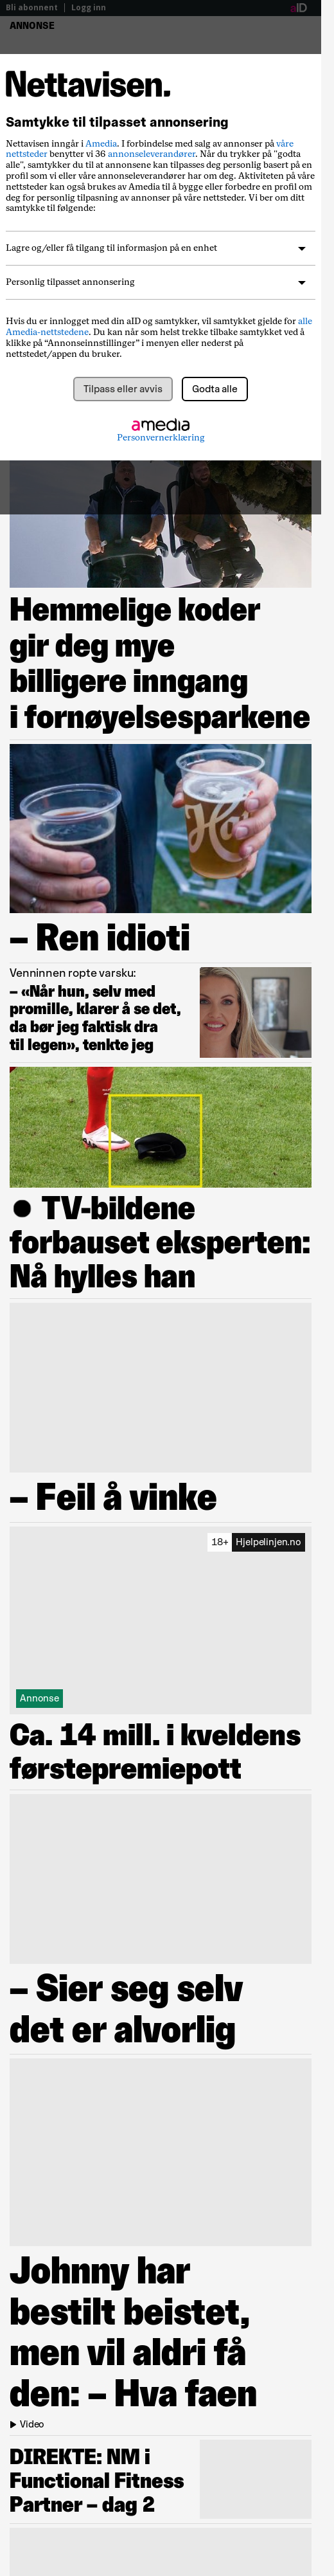 Bli abonnent | Logg inn
aID
ANNONSE
Nettavisen.
Samtykke til tilpasset annonsering
Nettavisen inngår i Amedia. I forbindelse med salg av annonser på våre
nettsteder benytter vi 36 annonseleverandører. Når du trykker på "godta
alle", samtykker du til at annonser kan tilpasses deg personlig basert på en
profil som vi eller våre annonseleverandører har om deg. Aktiviteten på våre
nettsteder kan også brukes av Amedia til å bygge eller forbedre en profil om
deg for personlig tilpasning av annonser på våre nettsteder. Vi ber om ditt
samtykke til følgende:
Lagre og/eller få tilgang til informasjon på en enhet
Personlig tilpasset annonsering
Hvis du er innlogget med din aID og samtykker, vil samtykket gjelde for alle
Amedia-nettstedene. Du kan når som helst trekke tilbake samtykket ved å
klikke på “Annonseinnstillinger” i menyen eller nederst på
nettstedet/appen du bruker.
Tilpass eller avvis
Godta alle
amedia
Personvernerklæring
Hemmelige koder
gir deg mye
billigere inngang
i fornøyelsesparkene
– Ren idioti
Venninnen ropte varsku:
– «Når hun, selv med
promille, klarer å se det,
da bør jeg faktisk dra
til legen», tenkte jeg
TV-bildene
forbauset eksperten:
Nå hylles han
– Feil å vinke
18+ Hjelpelinjen.no
Annonse
Ca. 14 mill. i kveldens
førstepremiepott
– Sier seg selv
det er alvorlig
Johnny har
bestilt beistet,
men vil aldri få
den: – Hva faen
Video
DIREKTE: NM i
Functional Fitness
Partner – dag 2